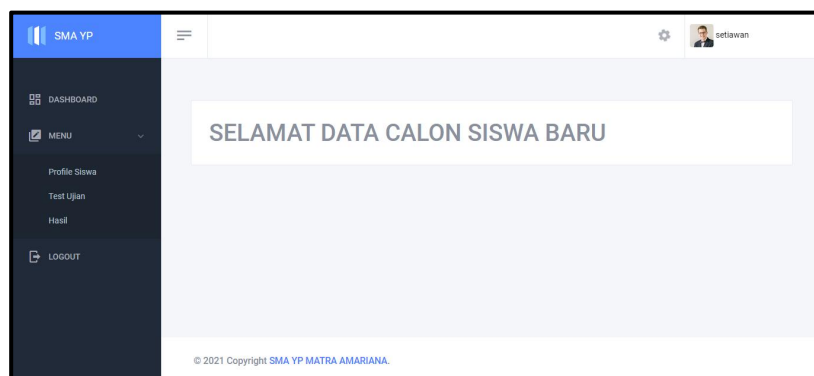 SMA YP
setiawan
DASHBOARD
MENU
Profile Siswa
Test Ujian
Hasil
LOGOUT
SELAMAT DATA CALON SISWA BARU
© 2021 Copyright SMA YP MATRA AMARIANA.